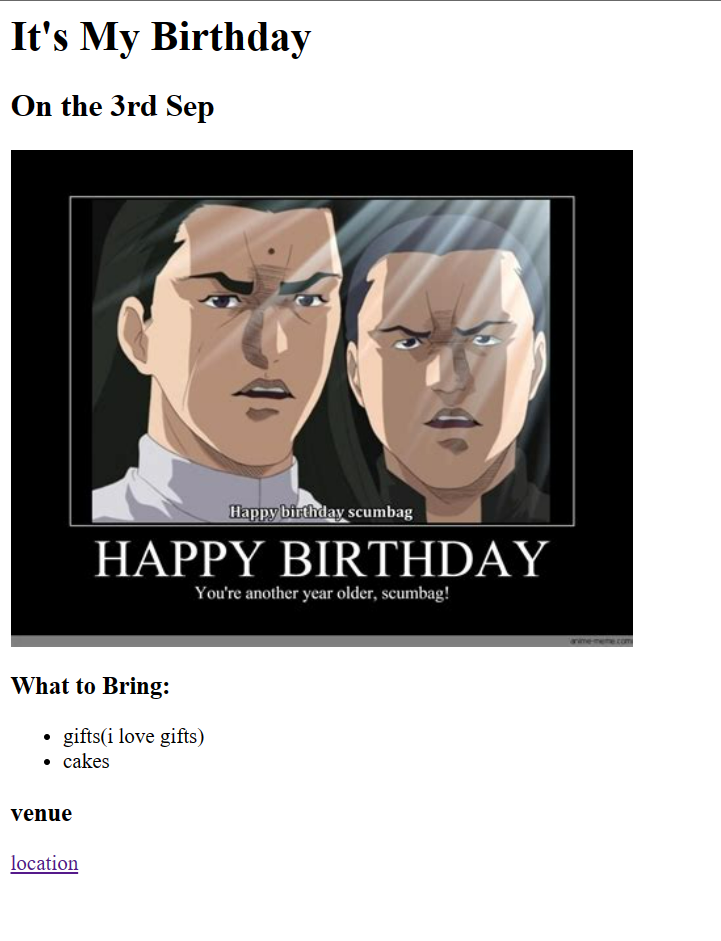 It's My Birthday
On the 3rd Sep
Happy birthday scumbag
HAPPY BIRTHDAY
You're another year older, scumbag!
anime-meme.com
What to Bring:
gifts(i love gifts)
cakes
venue
location